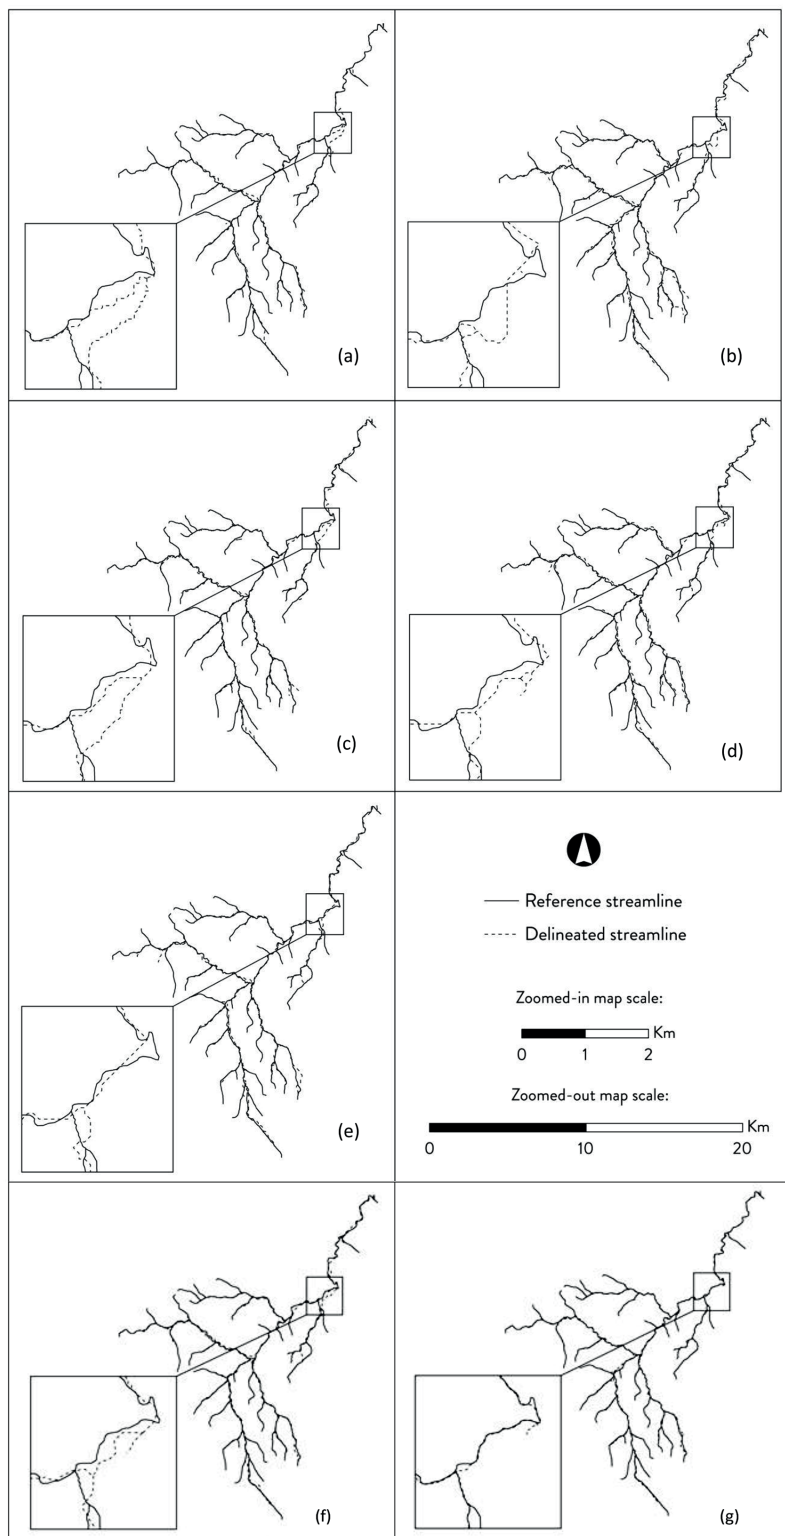 (a)
(b)
(c)
(d)
(e)
Reference streamline
Delineated streamline
Zoomed-in map scale:
Km
0 1 2
Zoomed-out map scale:
Km
0 10 20
(f)
(g)